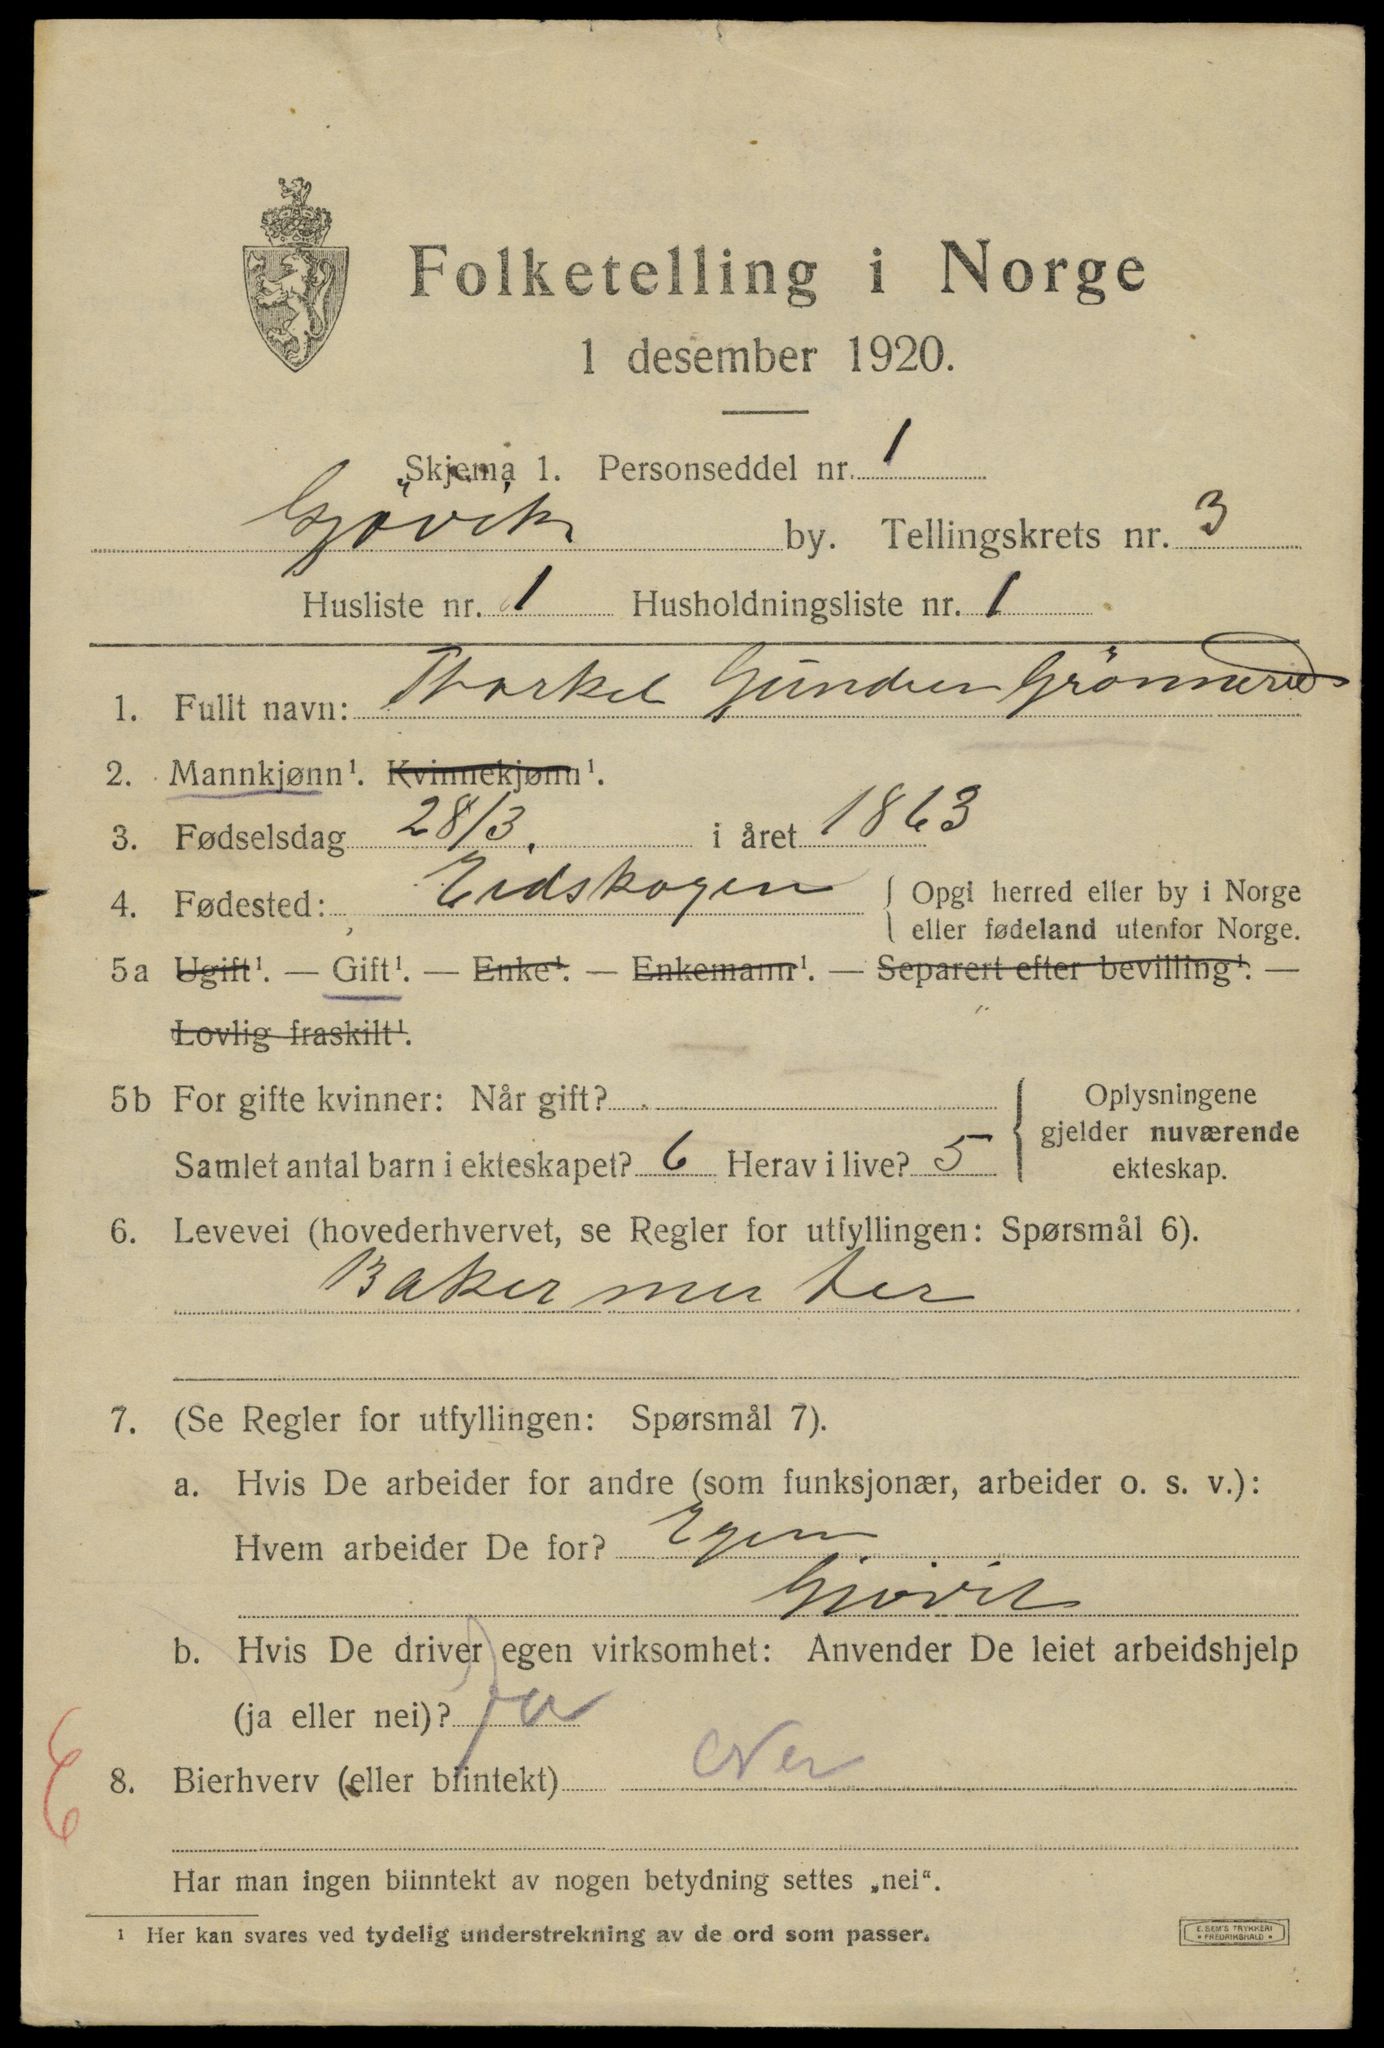 Folketelling i Norge
1 desember 1920.
Skjema 1. Personseddel nr. 1
Gjøvik by. Tellingskrets nr. 3
Husliste nr. 1 Husholdningsliste nr. 1
1. Fullt navn: Thorkel
2. Mannkjønn¹. Kvinnekjønn¹.
3. Fødselsdag 28/3. i året 1863
4. Fødested: Eidskogen { Opgi herred eller by i Norge
eller fødeland utenfor Norge.
5a Ugift¹. — Gift¹. — Enke¹. — Enkemann¹. — Separert efter bevilling¹. —
Lovlig fraskilt¹.
5b For gifte kvinner: Når gift? } Oplysningene
gjelder nuværende
Samlet antal barn i ekteskapet? 6 Herav i live? 5 ekteskap.
6. Levevei (hovederhvervet, se Regler for utfyllingen: Spørsmål 6).
Bakermester
7. (Se Regler for utfyllingen: Spørsmål 7).
a. Hvis De arbeider for andre (som funksjonær, arbeider o. s. v.):
Hvem arbeider De for? Egen
Gjøvik
b. Hvis De driver egen virksomhet: Anvender De leiet arbeidshjelp
(ja eller nei)? Ja
8. Bierhverv (eller biintekt) Nei
Har man ingen biinntekt av nogen betydning settes „nei“.
¹ Her kan svares ved tydelig understrekning av de ord som passer.
E. SEM'S TRYKKERI
• FREDRIKSHALD •